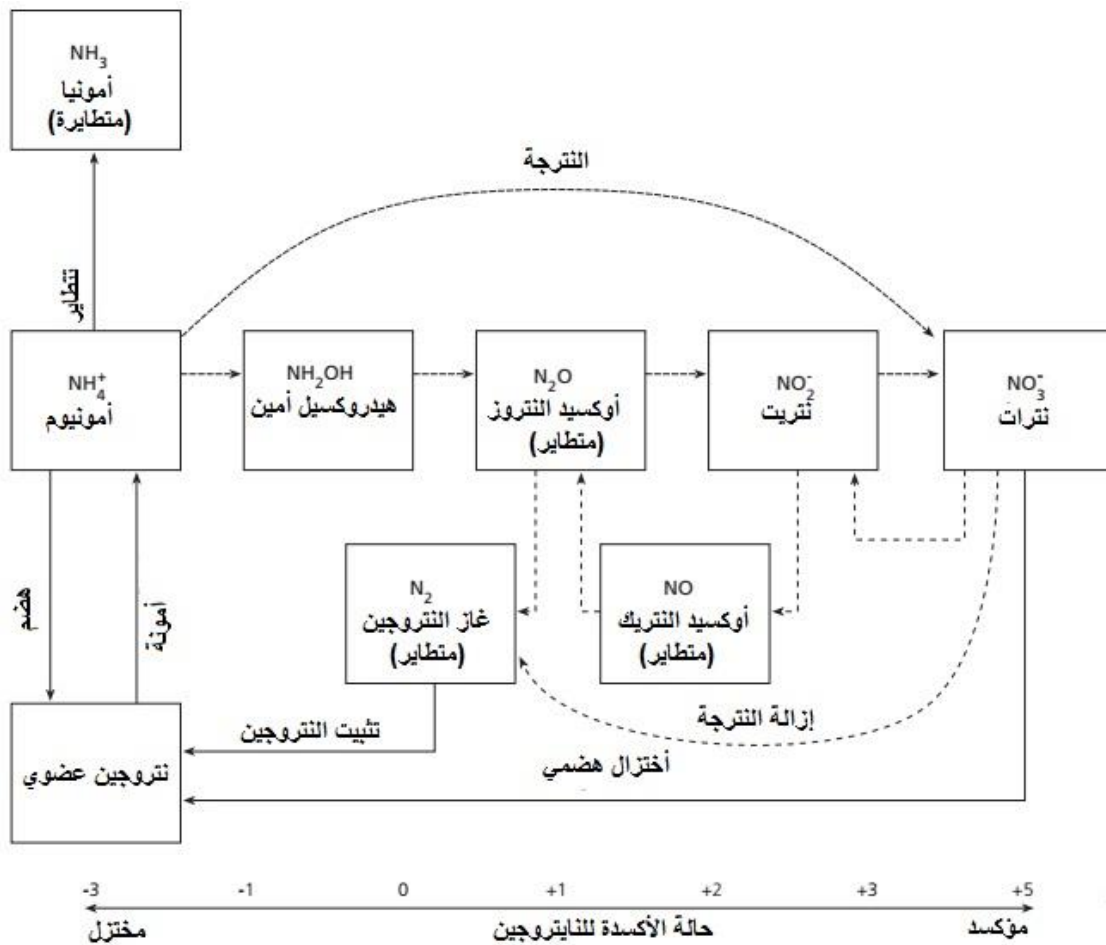 NH₃
أمونيا
(متطايرة)
النترجة
تتطاير
NH₄⁺
أمونيوم
NH₂OH
هيدروكسيل أمين
N₂O
أوكسيد النتروز
(متطاير)
NO₂⁻
نتريت
NO₃⁻
نترات
هضم
أمونة
N₂
غاز النتروجين
(متطاير)
NO
أوكسيد النتريك
(متطاير)
تثبيت النتروجين
إزالة النترجة
أختزال هضمي
نتروجين عضوي
-3 -1 0 +1 +2 +3 +5
مختزل حالة الأكسدة للنايتروجين مؤكسد